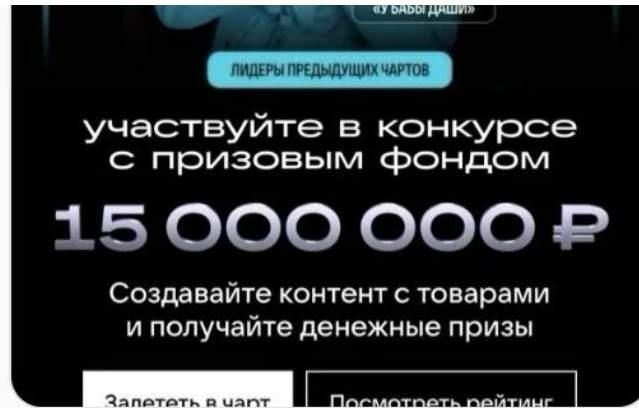 «У БАБЫ ДАШИ»
ЛИДЕРЫ ПРЕДЫДУЩИХ ЧАРТОВ
участвуйте в конкурсе
с призовым фондом
15 000 000 ₽
Создавайте контент с товарами
и получайте денежные призы
Залететь в чарт
Посмотреть рейтинг